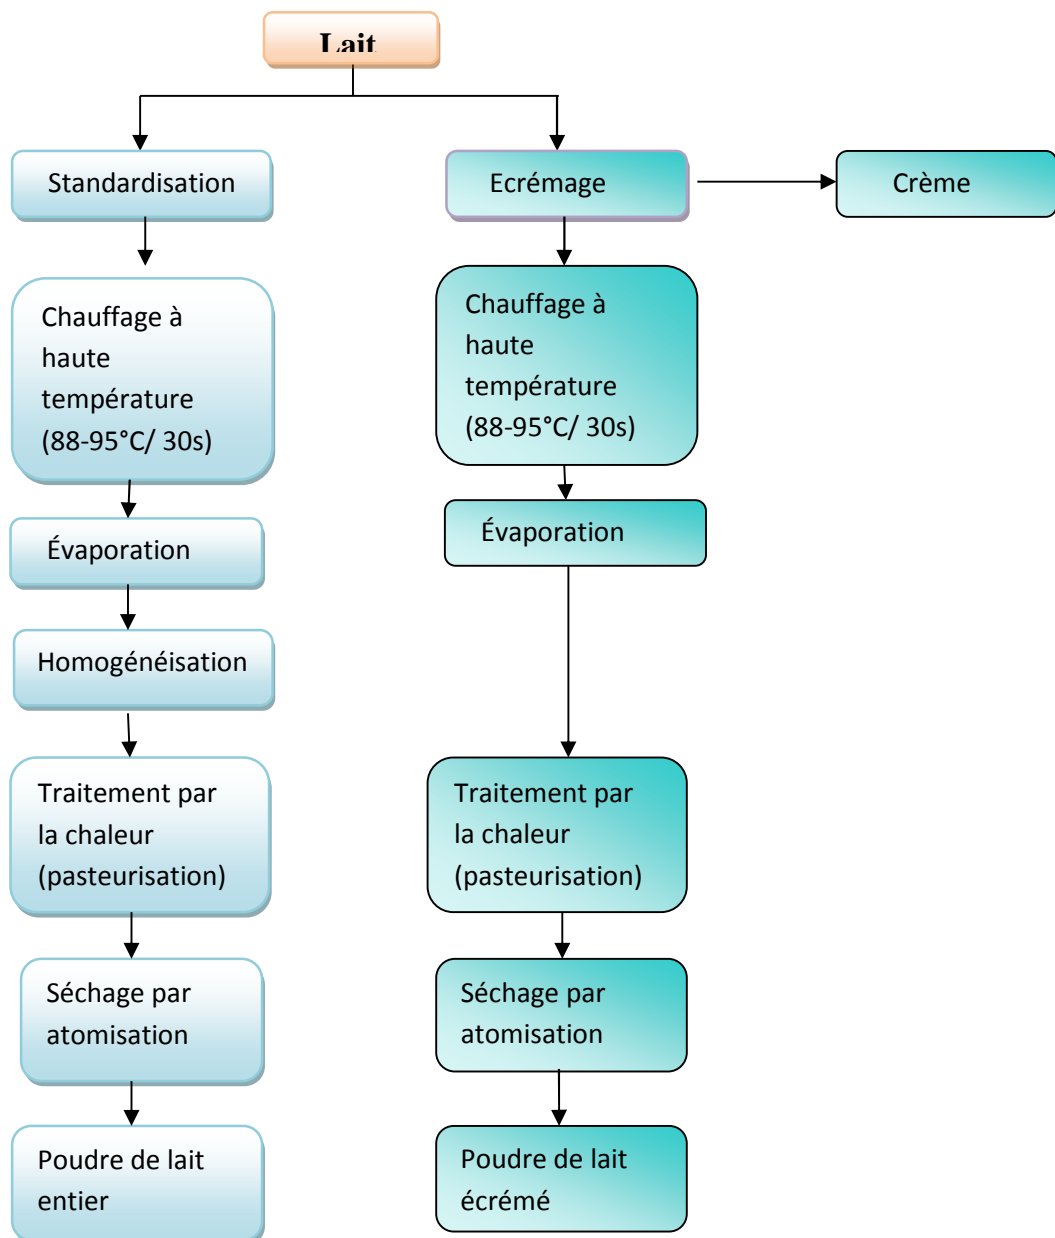 Lait
Standardisation
Ecrémage
Crème
Chauffage à
haute
température
(88-95°C/ 30s)
Chauffage à
haute
température
(88-95°C/ 30s)
Évaporation
Évaporation
Homogénéisation
Traitement par
la chaleur
(pasteurisation)
Traitement par
la chaleur
(pasteurisation)
Séchage par
atomisation
Séchage par
atomisation
Poudre de lait
entier
Poudre de lait
écrémé